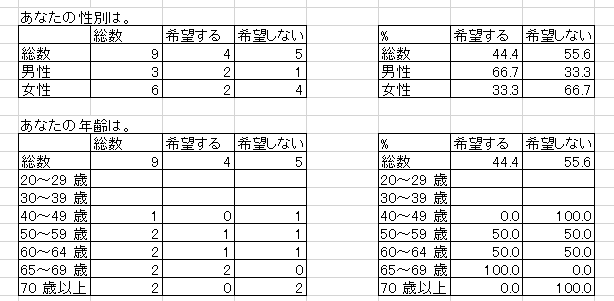 あなたの性別は。
総数 希望する 希望しない % 希望する 希望しない
総数 9 4 5 総数 44.4 55.6
男性 3 2 1 男性 66.7 33.3
女性 6 2 4 女性 33.3 66.7
あなたの年齢は。
総数 希望する 希望しない % 希望する 希望しない
総数 9 4 5 総数 44.4 55.6
20～29 歳 20～29 歳
30～39 歳 30～39 歳
40～49 歳 1 0 1 40～49 歳 0.0 100.0
50～59 歳 2 1 1 50～59 歳 50.0 50.0
60～64 歳 2 1 1 60～64 歳 50.0 50.0
65～69 歳 2 2 0 65～69 歳 100.0 0.0
70 歳以上 2 0 2 70 歳以上 0.0 100.0